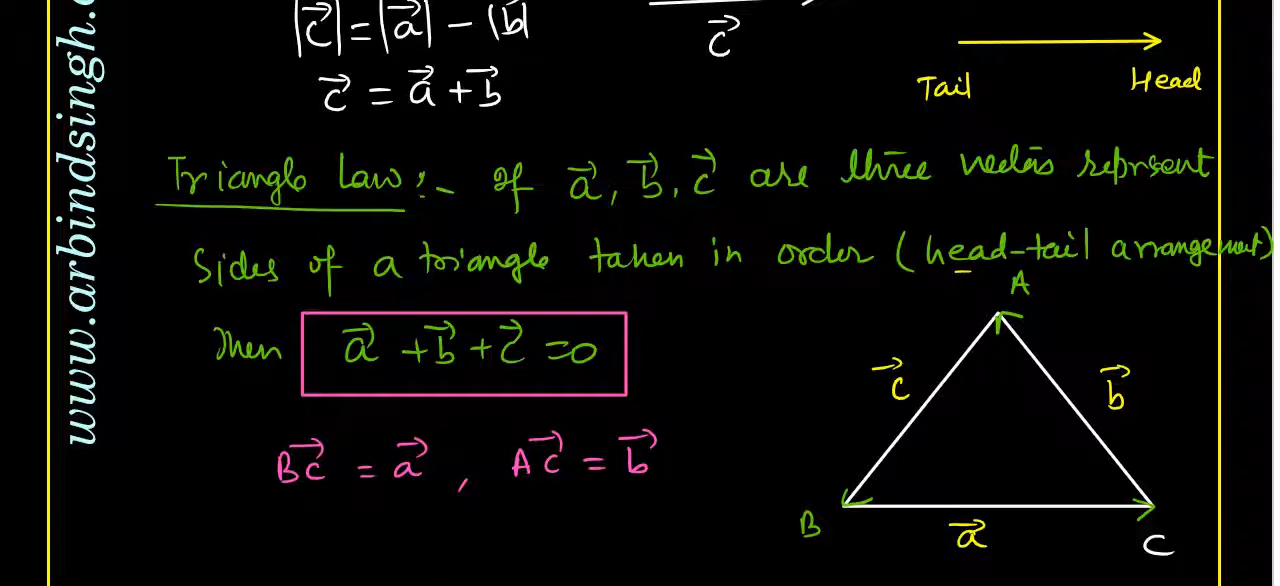 |c⃗| = |a⃗| − |b|
c⃗
c⃗ = a⃗ + b⃗
Tail Head
Triangle Law :- If a⃗, b⃗, c⃗ are three represent
Sides of a triangle taken in order (head-tail arrangement)
Then a⃗ + b⃗ + c⃗ = 0
A
c⃗ b⃗
BC⃗ = a⃗ , AC⃗ = b⃗
B a⃗ C
www.arbindsingh.